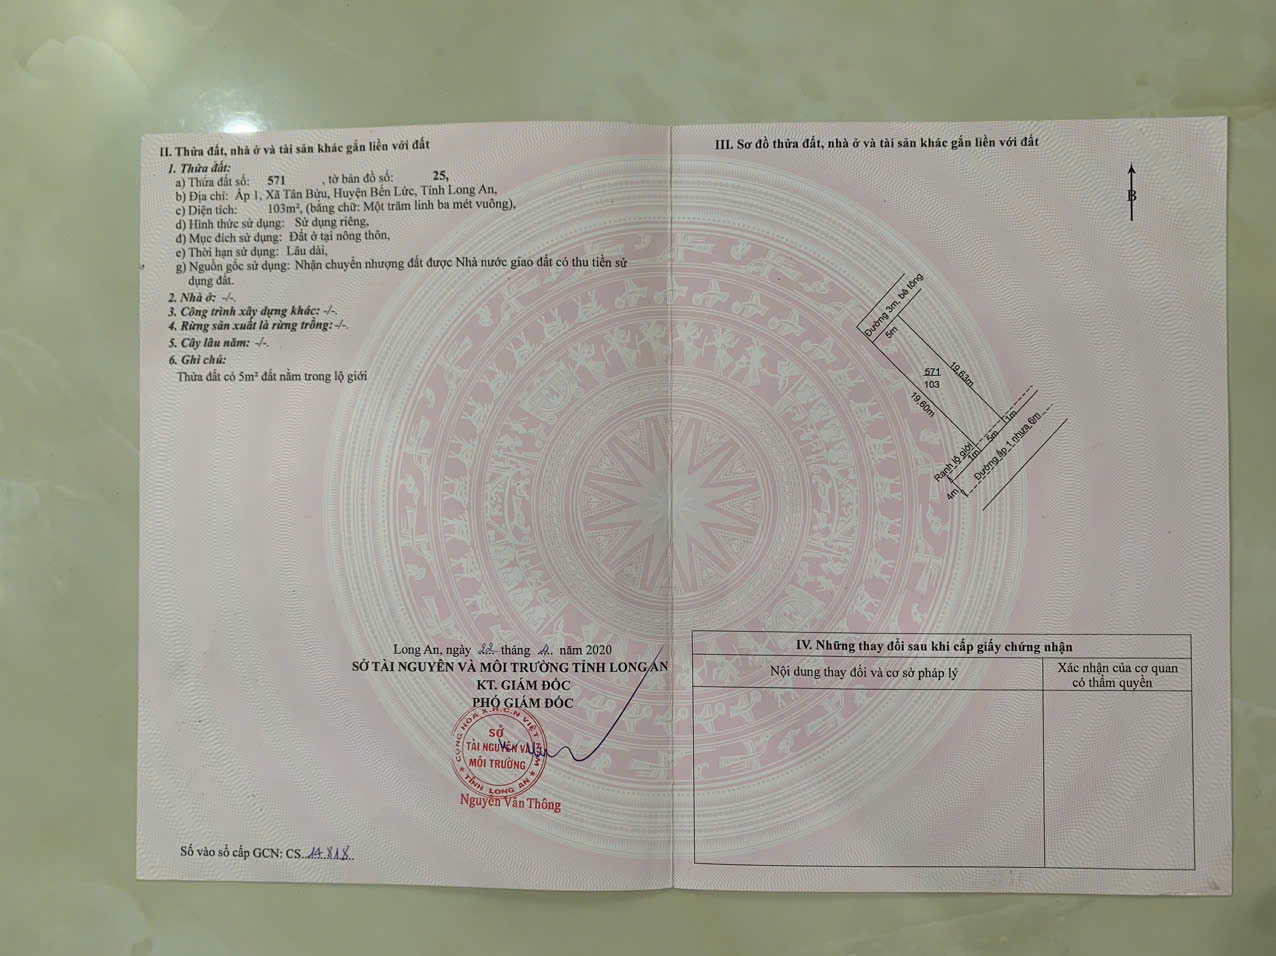 II. Thửa đất, nhà ở và tài sản khác gắn liền với đất
1. Thửa đất:
a) Thửa đất số: 571 , tờ bản đồ số: 25,
b) Địa chỉ: Ấp 1, Xã Tân Bửu, Huyện Bến Lức, Tỉnh Long An,
c) Diện tích: 103m², (bằng chữ: Một trăm linh ba mét vuông),
d) Hình thức sử dụng: Sử dụng riêng,
đ) Mục đích sử dụng: Đất ở tại nông thôn,
e) Thời hạn sử dụng: Lâu dài,
g) Nguồn gốc sử dụng: Nhận chuyển nhượng đất được Nhà nước giao đất có thu tiền sử
dụng đất.
2. Nhà ở: -/-.
3. Công trình xây dựng khác: -/-.
4. Rừng sản xuất là rừng trồng:-/-.
5. Cây lâu năm: -/-.
6. Ghi chú:
Thửa đất có 5m² đất nằm trong lộ giới
Long An, ngày 22 tháng 4 năm 2020
SỞ TÀI NGUYÊN VÀ MÔI TRƯỜNG TỈNH LONG AN
KT. GIÁM ĐỐC
PHÓ GIÁM ĐỐC
CỘNG HÒA X.H.C.N VIỆT NAM
SỞ
TÀI NGUYÊN VÀ
MÔI TRƯỜNG
TỈNH LONG AN
Nguyễn Văn Thông
Số vào sổ cấp GCN: CS 14818
III. Sơ đồ thửa đất, nhà ở và tài sản khác gắn liền với đất
B
Đường 3m, bê tông
5m
19,63m
571
103
19,60m
1m
5m
1m
Ranh lộ giới
4m
Đường ấp 1 nhựa 6m
IV. Những thay đổi sau khi cấp giấy chứng nhận
Nội dung thay đổi và cơ sở pháp lý
Xác nhận của cơ quan
có thẩm quyền